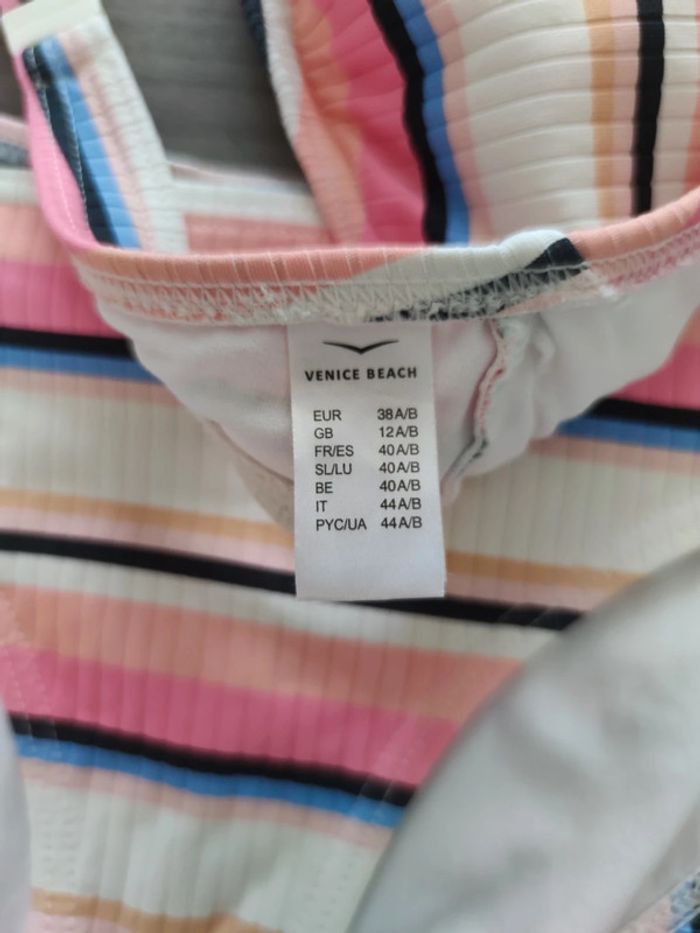 VENICE BEACH
EUR 38A/B
GB 12A/B
FR/ES 40A/B
SL/LU 40A/B
BE 40A/B
IT 44A/B
PYC/UA 44A/B